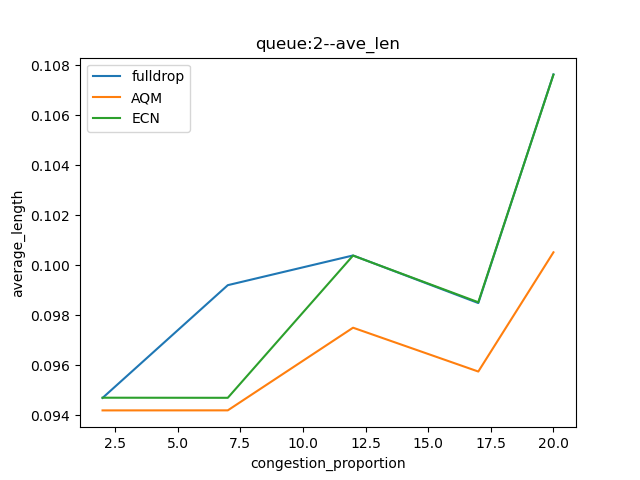 queue:2--ave_len
fulldrop
AQM
ECN
average_length
0.108
0.106
0.104
0.102
0.100
0.098
0.096
0.094
2.5 5.0 7.5 10.0 12.5 15.0 17.5 20.0
congestion_proportion